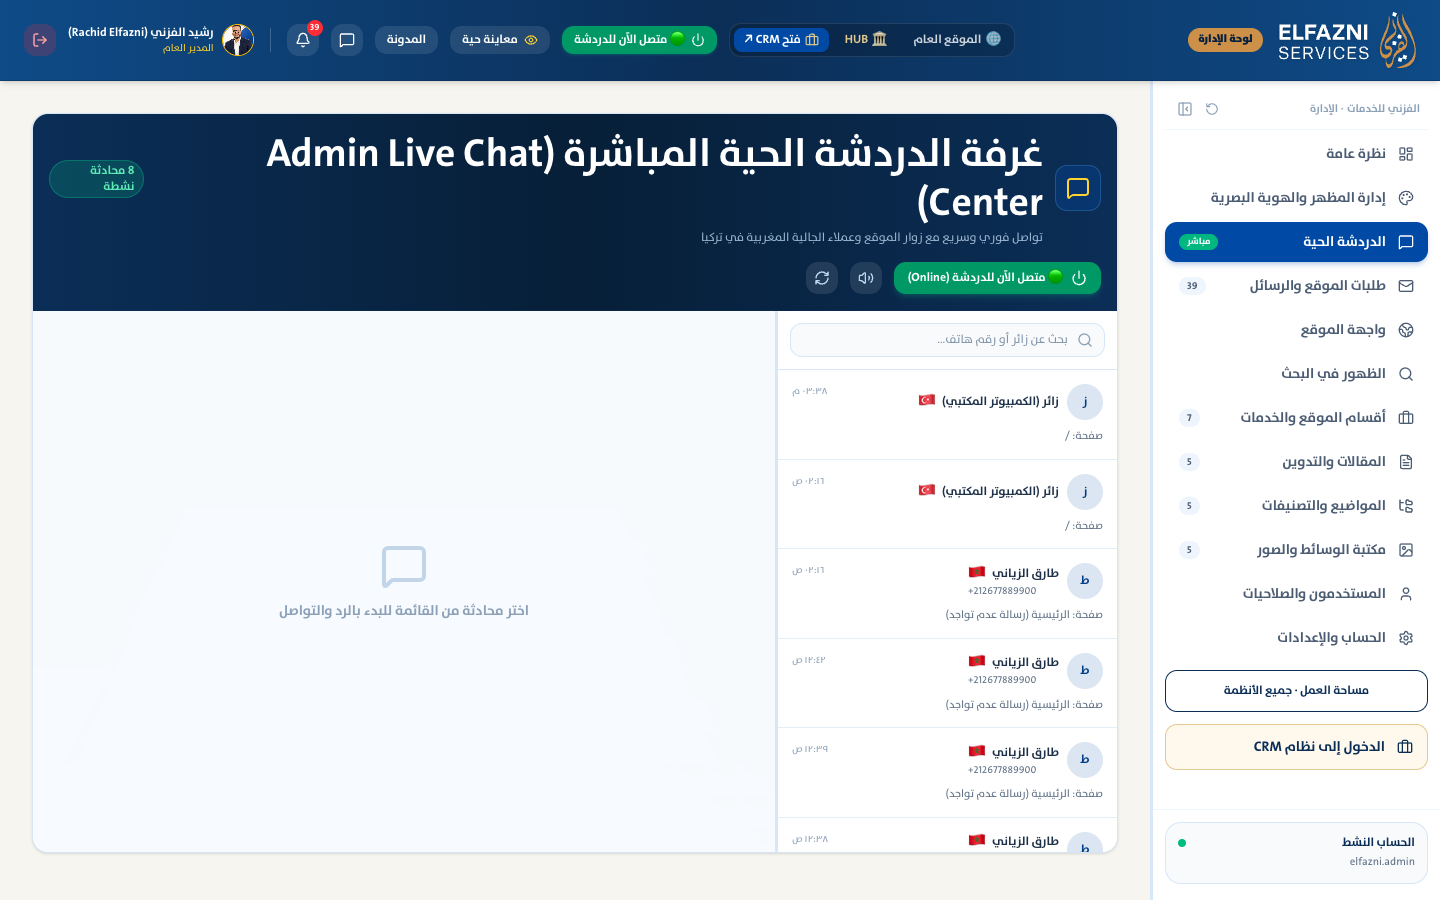 ELFAZNI
SERVICES
لوحة الإدارة
الموقع العام
HUB
فتح CRM ↗
متصل الآن للدردشة
معاينة حية
المدونة
39
رشيد الفزني (Rachid Elfazni)
المدير العام
الفزني للخدمات · الإدارة
نظرة عامة
إدارة المظهر والهوية البصرية
الدردشة الحية
مباشر
طلبات الموقع والرسائل
39
واجهة الموقع
الظهور في البحث
أقسام الموقع والخدمات
7
المقالات والتدوين
5
المواضيع والتصنيفات
5
مكتبة الوسائط والصور
5
المستخدمون والصلاحيات
الحساب والإعدادات
مساحة العمل · جميع الأنظمة
الدخول إلى نظام CRM
الحساب النشط
elfazni.admin
غرفة الدردشة الحية المباشرة (Admin Live Chat
Center)
تواصل فوري وسريع مع زوار الموقع وعملاء الجالية المغربية في تركيا
8 محادثة
نشطة
متصل الآن للدردشة (Online)
بحث عن زائر أو رقم هاتف...
ز
زائر (الكمبيوتر المكتبي)
٠٣:٣٨ م
صفحة: /
ز
زائر (الكمبيوتر المكتبي)
٠٢:١٦ ص
صفحة: /
ط
طارق الزياني
٠٢:١٦ ص
+212677889900
صفحة: الرئيسية (رسالة عدم تواجد)
ط
طارق الزياني
١٢:٤٢ ص
+212677889900
صفحة: الرئيسية (رسالة عدم تواجد)
ط
طارق الزياني
١٢:٣٩ ص
+212677889900
صفحة: الرئيسية (رسالة عدم تواجد)
ط
طارق الزياني
١٢:٣٨ ص
اختر محادثة من القائمة للبدء بالرد والتواصل